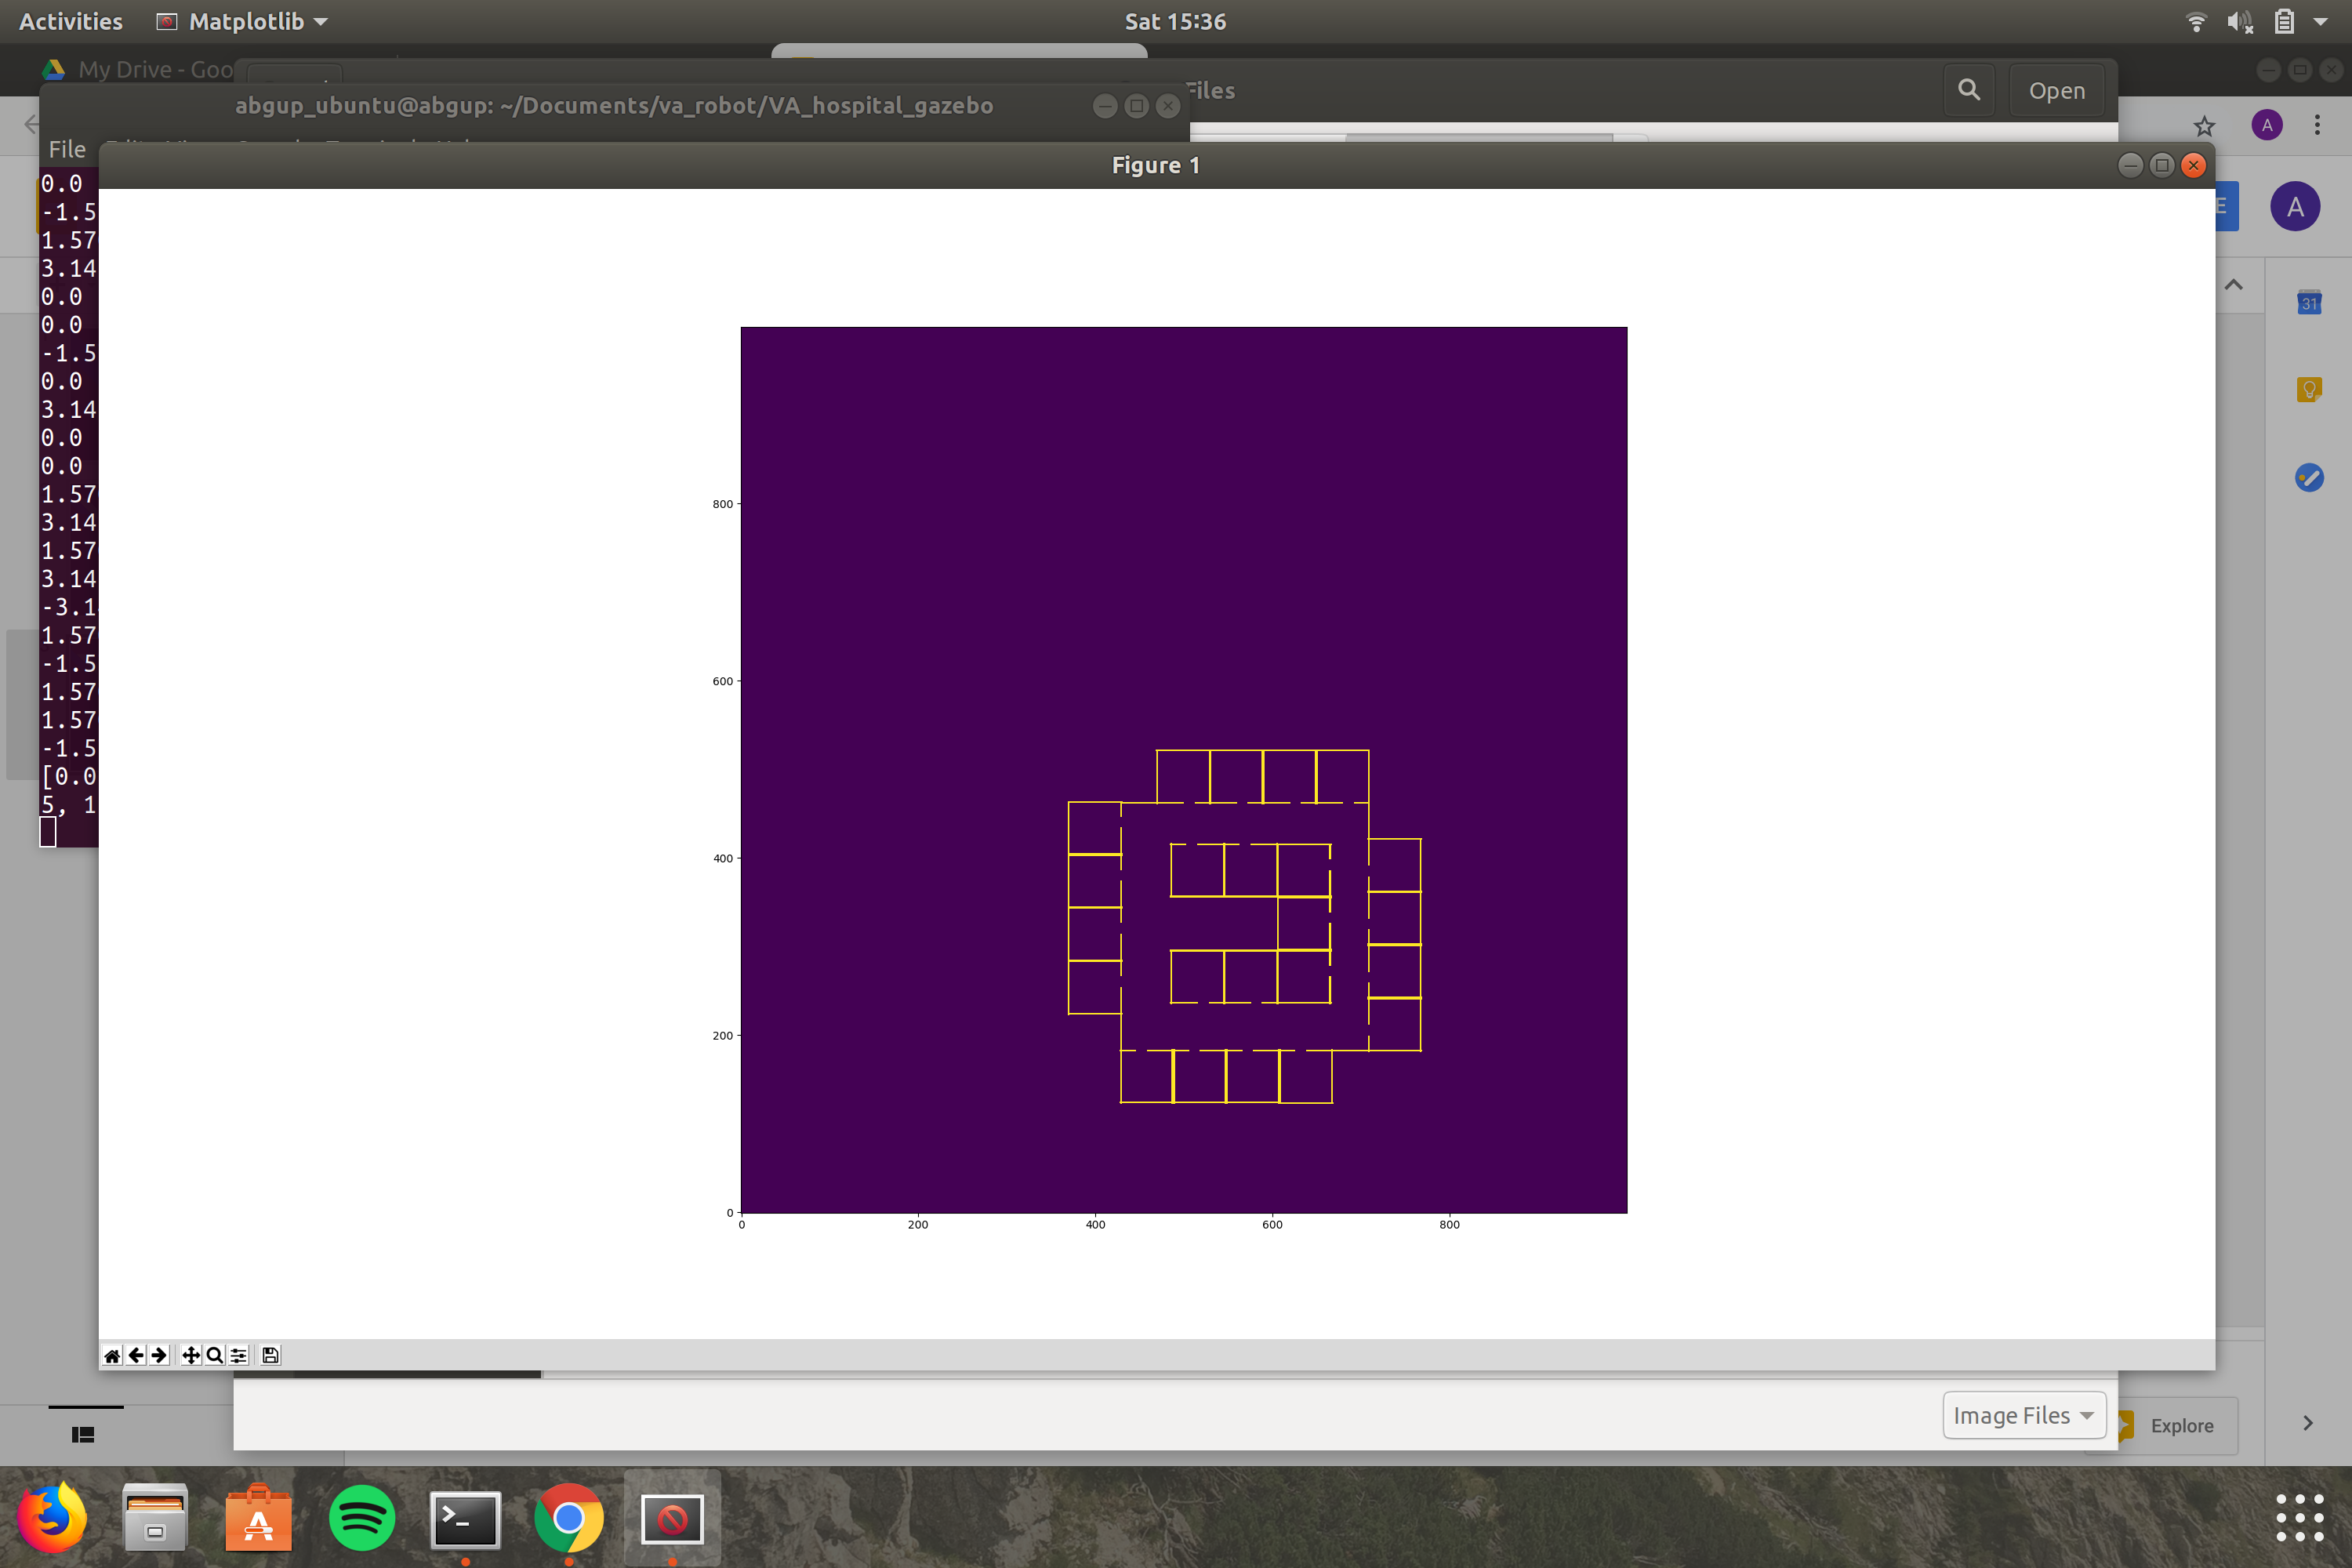 Activities Matplotlib Sat 15:36
My Drive - Goo
Files Open
abgup_ubuntu@abgup: ~/Documents/va_robot/VA_hospital_gazebo
A
File
Figure 1
0.0
-1.5
1.57
3.14
0.0
0.0
-1.5
0.0
3.14
0.0
0.0
1.57
3.14
1.57
3.14
-3.1
1.57
-1.5
1.57
1.57
-1.5
[0.0
5, 1
E
A
31
800
600
400
200
0
0 200 400 600 800
Image Files
Explore